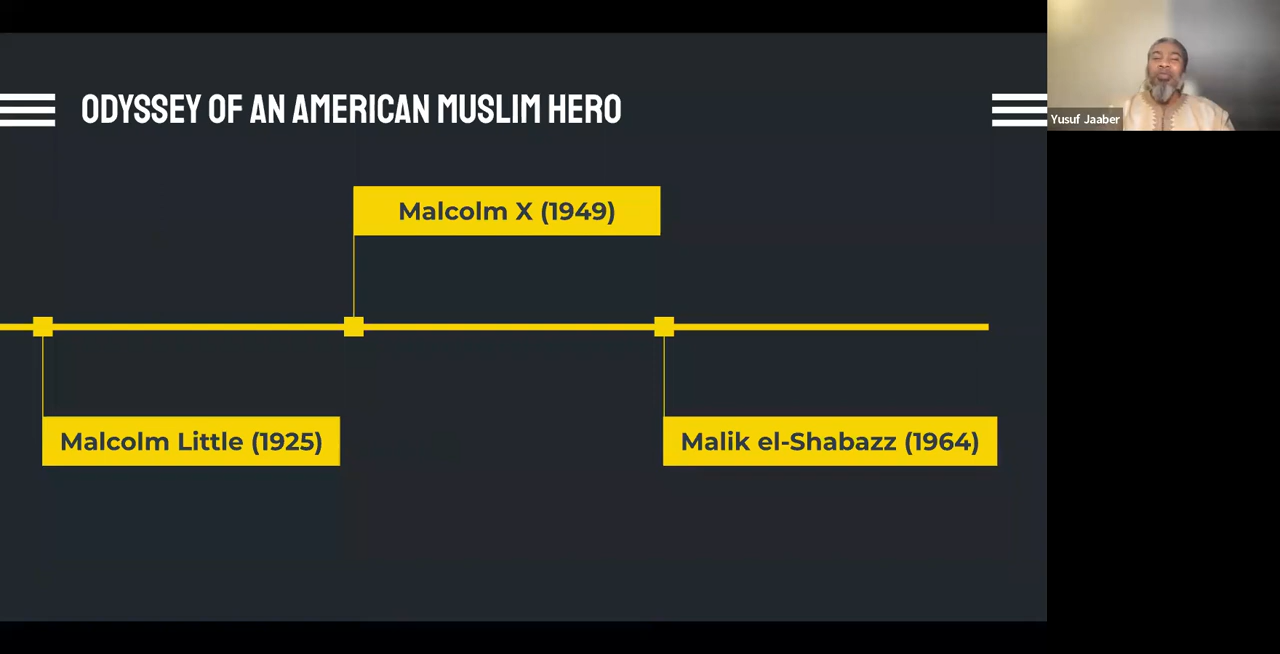 ODYSSEY OF AN AMERICAN MUSLIM HERO
Yusuf Jaaber
Malcolm X (1949)
Malcolm Little (1925)
Malik el-Shabazz (1964)